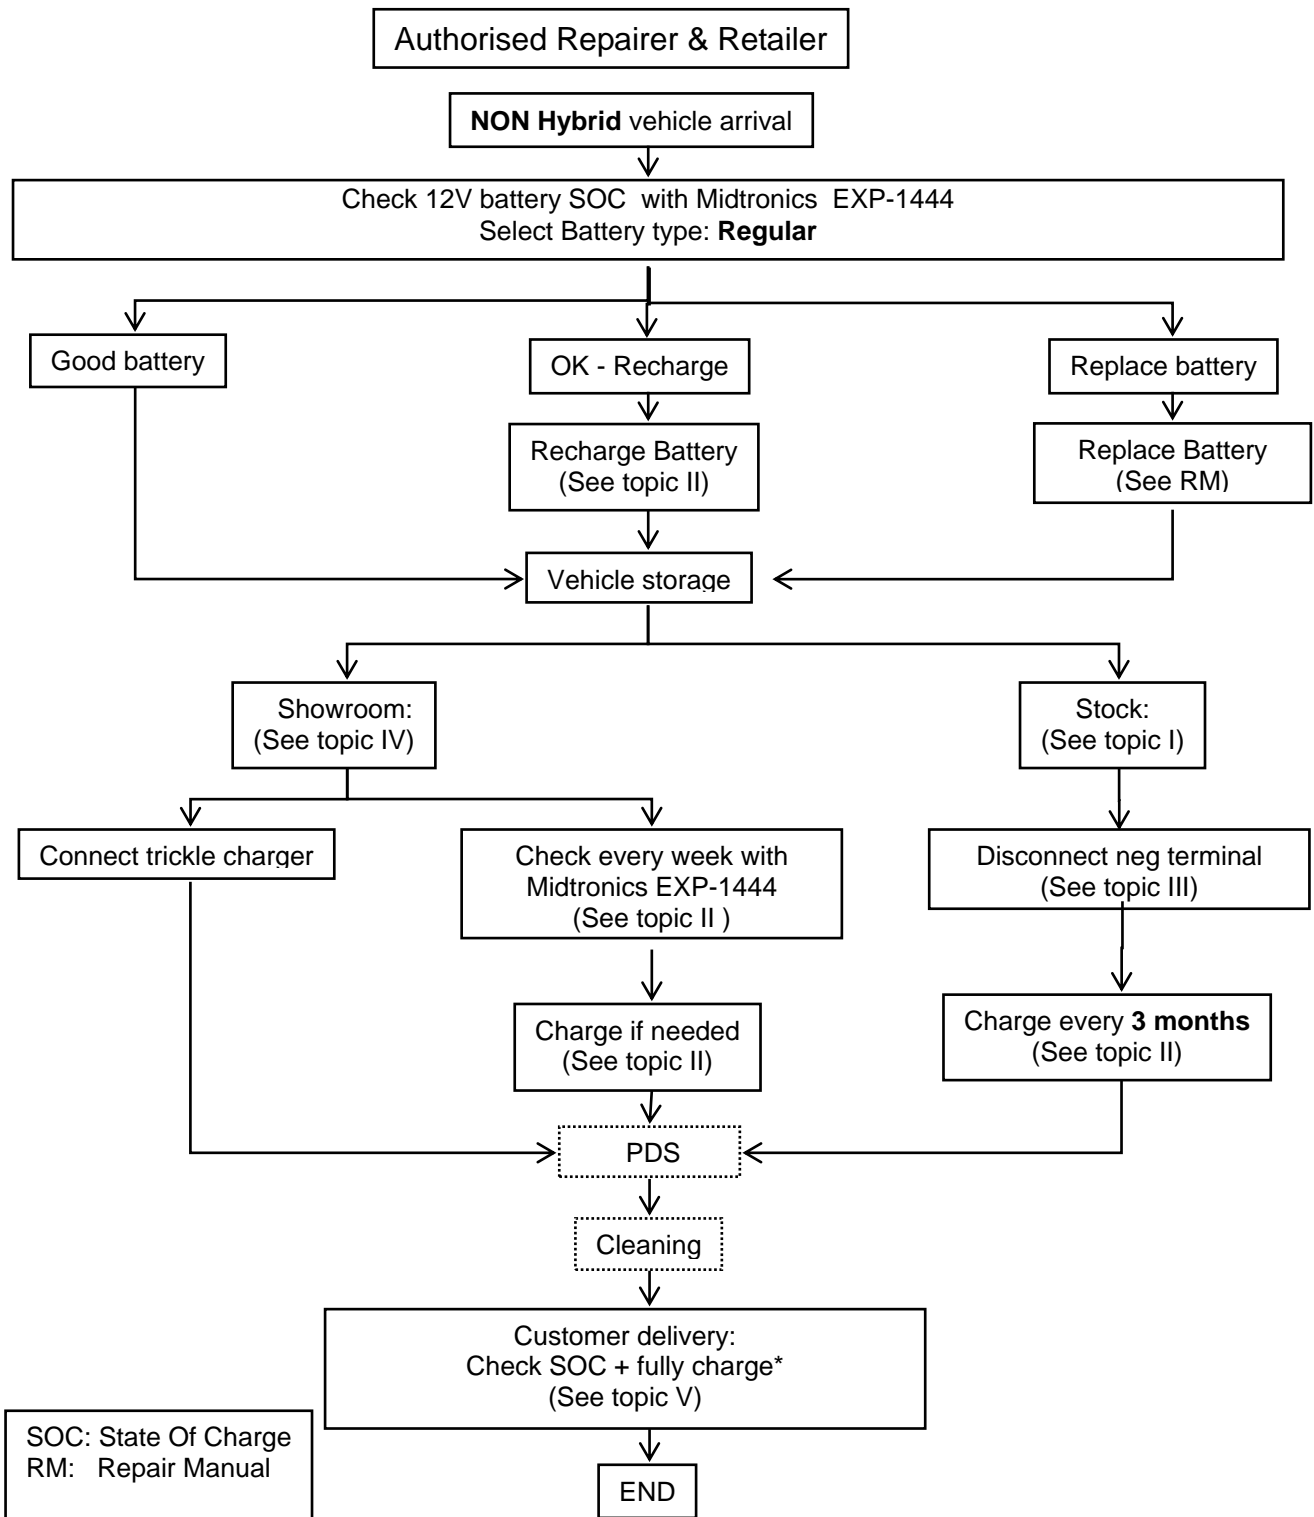 Authorised Repairer & Retailer
NON Hybrid vehicle arrival
Check 12V battery SOC with Midtronics EXP-1444
Select Battery type: Regular
Good battery
OK - Recharge
Replace battery
Recharge Battery
(See topic II)
Replace Battery
(See RM)
Vehicle storage
Showroom:
(See topic IV)
Stock:
(See topic I)
Connect trickle charger
Check every week with
Midtronics EXP-1444
(See topic II )
Disconnect neg terminal
(See topic III)
Charge if needed
(See topic II)
Charge every 3 months
(See topic II)
PDS
Cleaning
Customer delivery:
Check SOC + fully charge*
(See topic V)
SOC: State Of Charge
RM: Repair Manual
END